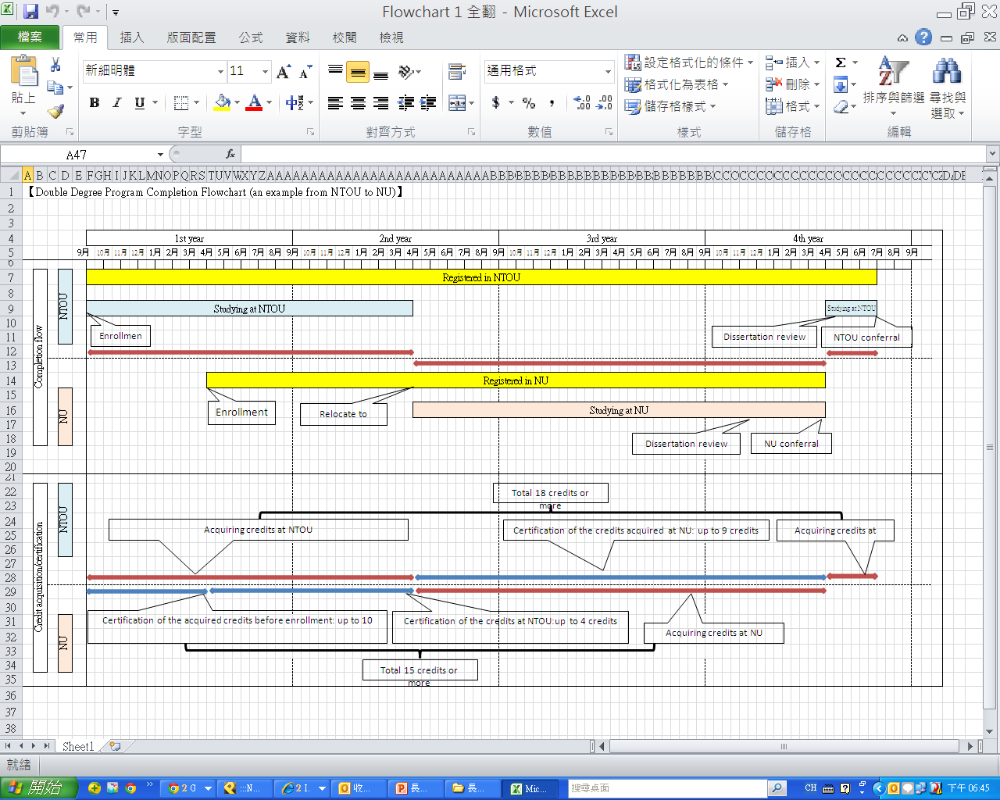 Flowchart 1 全翻 - Microsoft Excel
檔案 常用 插入 版面配置 公式 資料 校閱 檢視
貼上 新細明體 11 通用格式 設定格式化的條件 插入 Σ
B I U 中 $ % , 格式化為表格 刪除 排序與篩選 尋找與選取
儲存格樣式 格式
剪貼簿 字型 對齊方式 數值 樣式 儲存格 編輯
A47 fx
【Double Degree Program Completion Flowchart (an example from NTOU to NU)】
1st year 2nd year 3rd year 4th year
9月 10月 11月 12月 1月 2月 3月 4月 5月 6月 7月 8月 9月 10月 11月 12月 1月 2月 3月 4月 5月 6月 7月 8月 9月 10月 11月 12月 1月 2月 3月 4月 5月 6月 7月 8月 9月 10月 11月 12月 1月 2月 3月 4月 5月 6月 7月 9月
Completion flow
NTOU
Registered in NTOU
Studying at NTOU Studying at NTOU
Enrollmen Dissertation review NTOU conferral
NU
Registered in NU
Enrollment Relocate to Studying at NU
Dissertation review NU conferral
Credit acquisition/certification
NTOU
Total 18 credits or
more
Acquiring credits at NTOU Certification of the credits acquired at NU: up to 9 credits Acquiring credits at
NU
Certification of the acquired credits before enrollment: up to 10 Certification of the credits at NTOU:up to 4 credits Acquiring credits at NU
Total 15 credits or
more
Sheet1
就緒
開始 2 G :::N... 2 I. 收... 長... 長... Mic... 搜尋桌面 CH 下午 06:45